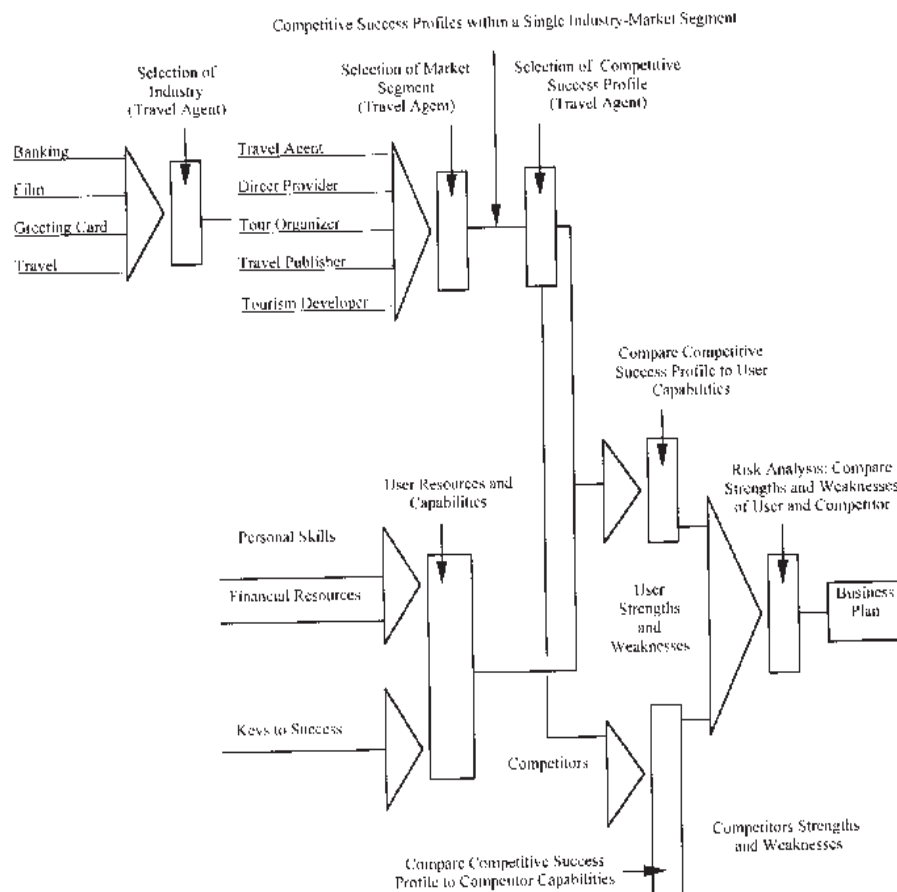 Competitive Success Profiles within a Single Industry-Market Segment
Selection of
Industry
(Travel Agent)
Selection of Market
Segment
(Travel Agent)
Selection of Competitive
Success Profile
(Travel Agent)
Banking
Film
Greeting Card
Travel
Travel Agent
Direct Provider
Tour Organizer
Travel Publisher
Tourism Developer
Compare Competitive
Success Profile to User
Capabilities
User Resources and
Capabilities
Risk Analysis: Compare
Strengths and Weaknesses
of User and Competitor
Personal Skills
Financial Resources
User
Strengths
and
Weaknesses
Business
Plan
Keys to Success
Competitors
Competitors Strengths
and Weaknesses
Compare Competitive Success
Profile to Competitor Capabilities